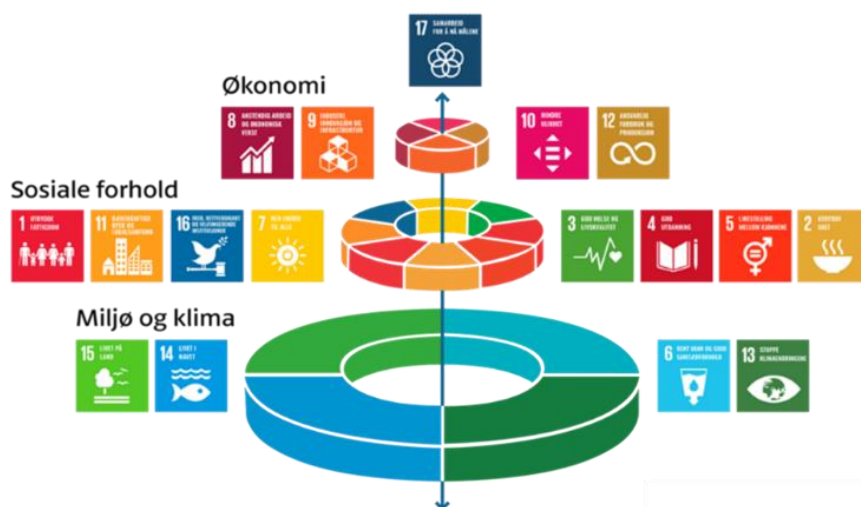 17 SAMARBEID
FOR Å NÅ MÅLENE
Økonomi
8 ANSTENDIG ARBEID
OG ØKONOMISK
VEKST
9 INDUSTRI,
INNOVASJON OG
INFRASTRUKTUR
10 MINDRE
ULIKHET
12 ANSVARLIG
FORBRUK OG
PRODUKSJON
Sosiale forhold
1 UTRYDDE
FATTIGDOM
11 BÆREKRAFTIGE
BYER OG
LOKALSAMFUNN
16 FRED, RETTFERDIGHET
OG VELFUNGERENDE
INSTITUSJONER
7 REN ENERGI
TIL ALLE
3 GOD HELSE OG
LIVSKVALITET
4 GOD
UTDANNING
5 LIKESTILLING
MELLOM KJØNNENE
2 UTRYDDE
SULT
Miljø og klima
15 LIVET PÅ
LAND
14 LIVET I
HAVET
6 RENT VANN OG GODE
SANITÆRFORHOLD
13 STOPPE
KLIMAENDRINGENE